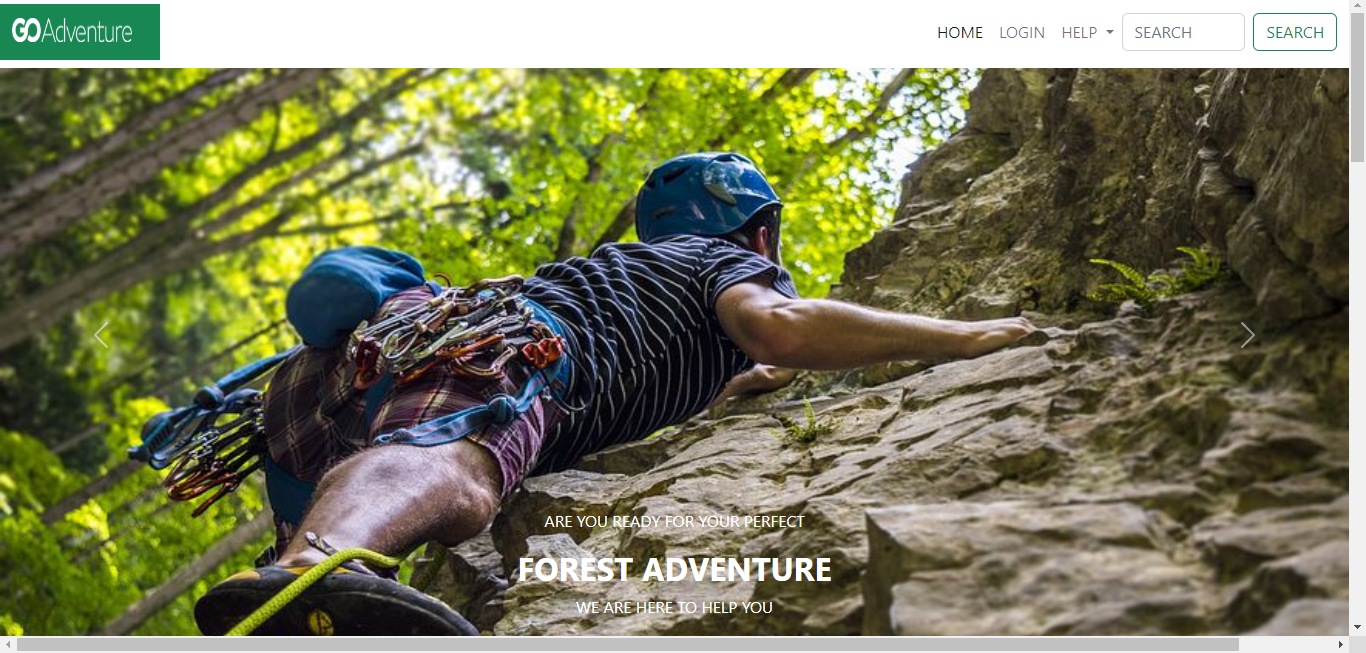 GOAdventure
HOME LOGIN HELP SEARCH SEARCH
ARE YOU READY FOR YOUR PERFECT
FOREST ADVENTURE
WE ARE HERE TO HELP YOU